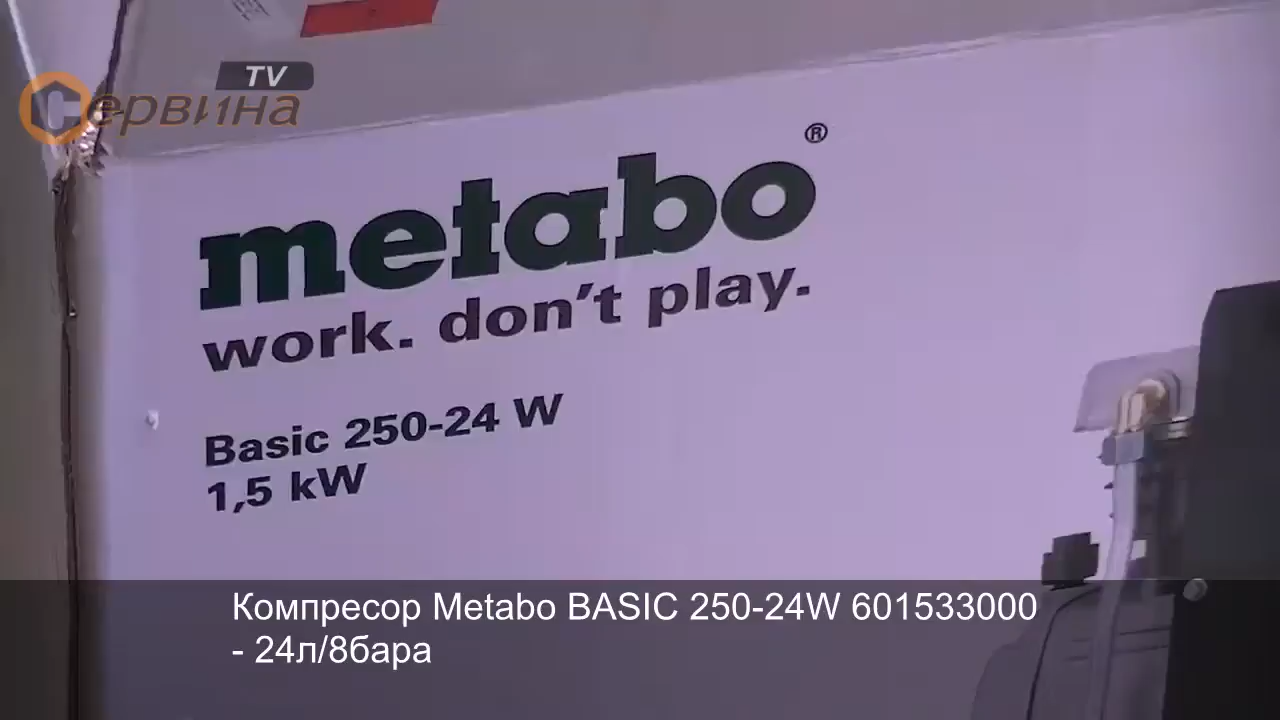 TV
Сервина
metabo®
work. don't play.
Basic 250-24 W
1,5 kW
Компресор Metabo BASIC 250-24W 601533000
- 24л/8бара